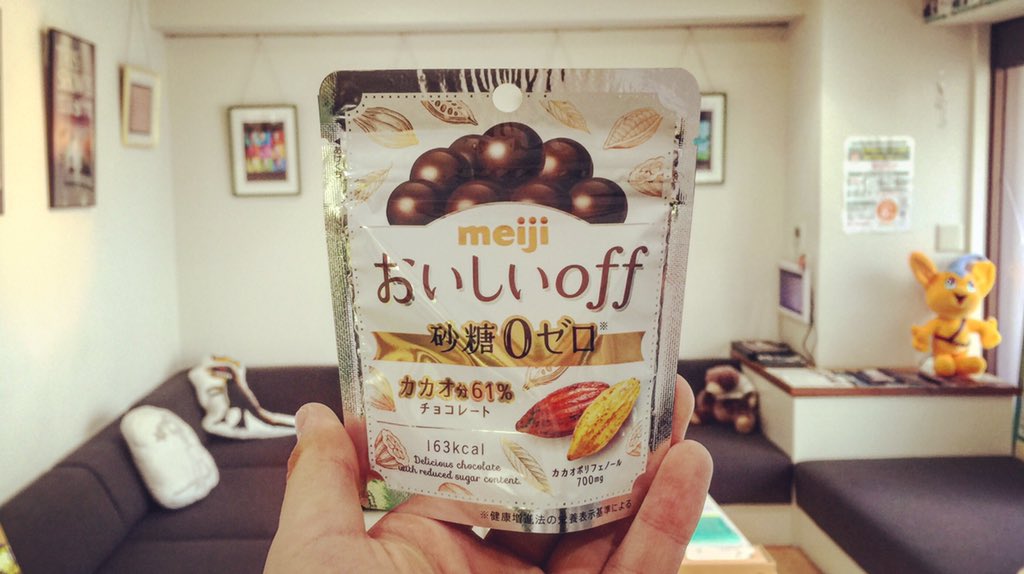 meiji
おいしいoff
砂糖0ゼロ※
カカオ分61%
チョコレート
163kcal
Delicious chocolate
with reduced sugar content.
カカオポリフェノール
700mg
※健康増進法の栄養表示基準による